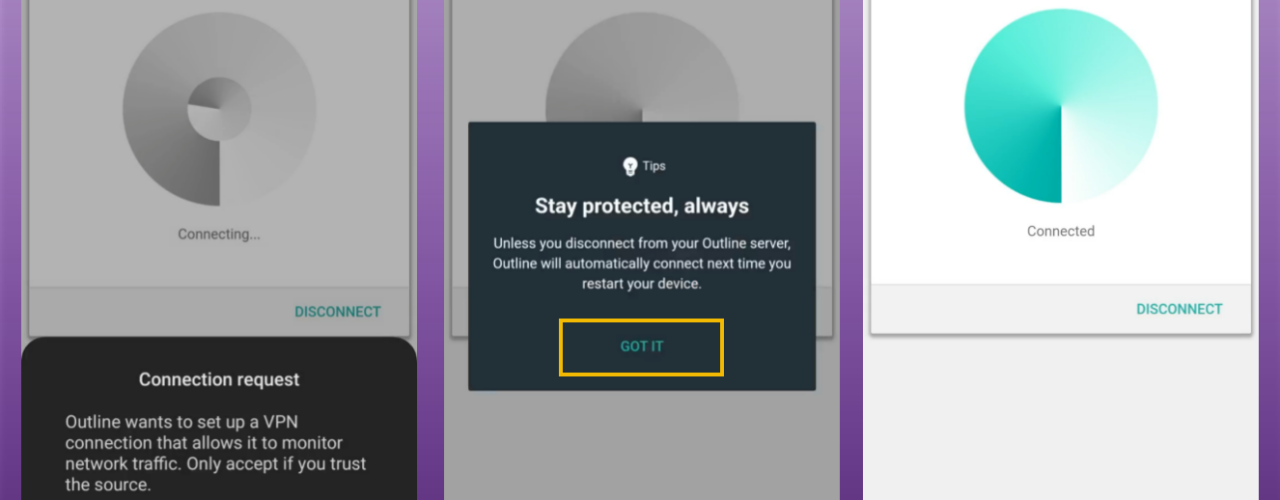 Connecting...
DISCONNECT
Connection request
Outline wants to set up a VPN
connection that allows it to monitor
network traffic. Only accept if you trust
the source.
Tips
Stay protected, always
Unless you disconnect from your Outline server,
Outline will automatically connect next time you
restart your device.
GOT IT
Connected
DISCONNECT